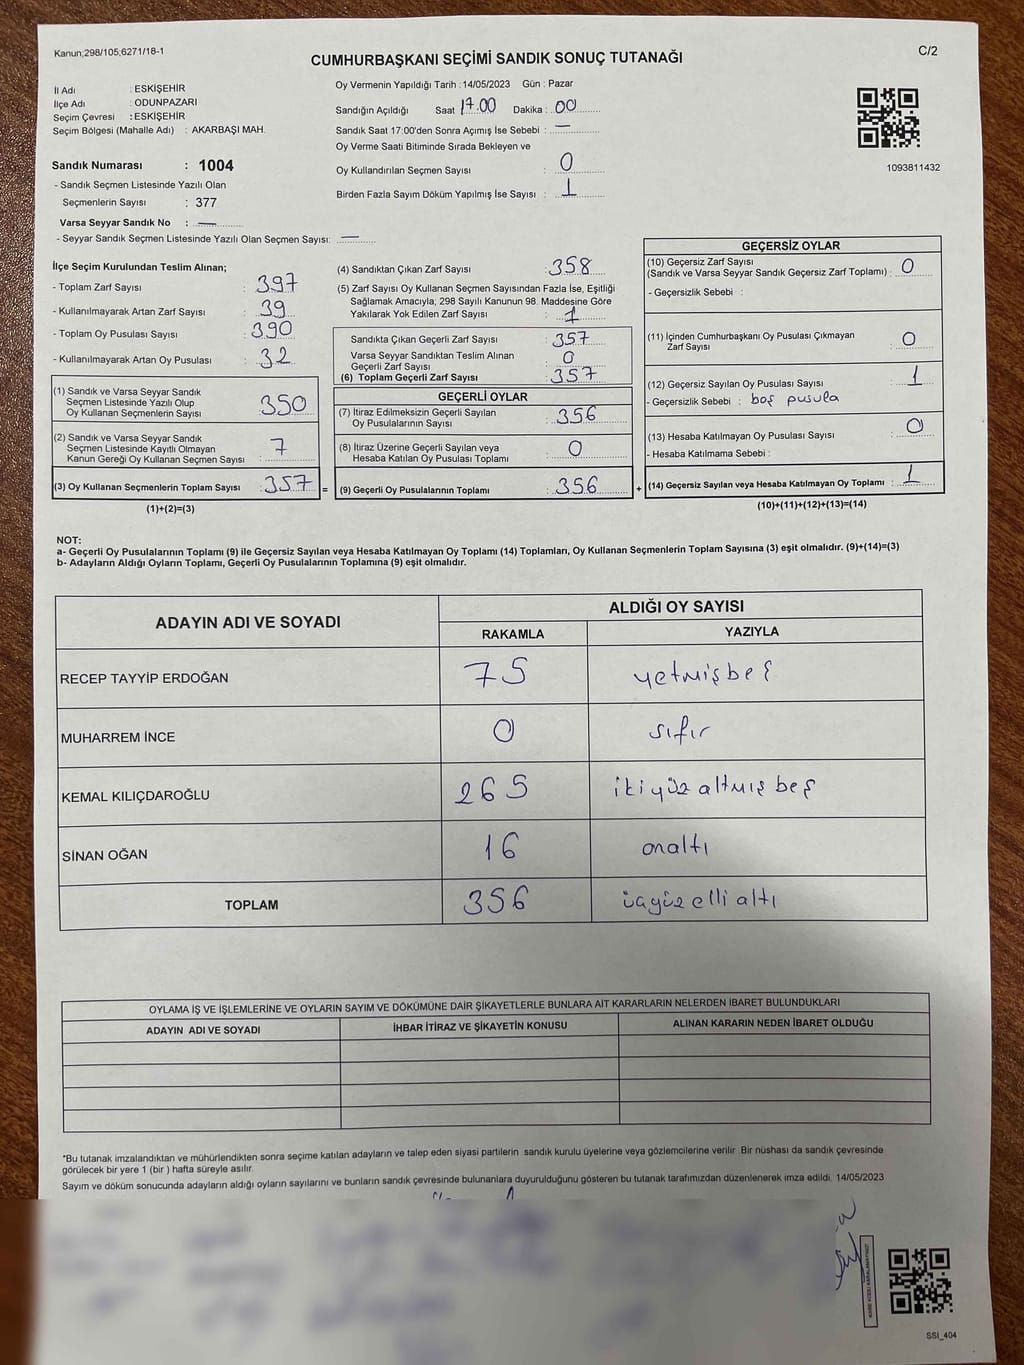 Kanun;298/105,6271/18-1
CUMHURBAŞKANI SEÇİMİ SANDIK SONUÇ TUTANAĞI
C/2
İl Adı : ESKİŞEHİR
İlçe Adı : ODUNPAZARI
Seçim Çevresi : ESKİŞEHİR
Seçim Bölgesi (Mahalle Adı) : AKARBAŞI MAH.
Oy Vermenin Yapıldığı Tarih :14/05/2023 Gün : Pazar
Sandığın Açıldığı Saat 17.00 Dakika : 00
Sandık Saat 17:00'den Sonra Açımış İse Sebebi : —
Oy Verme Saati Bitiminde Sırada Bekleyen ve
Oy Kullandırılan Seçmen Sayısı : 0
Birden Fazla Sayım Döküm Yapılmış İse Sayısı : 1
1093811432
Sandık Numarası : 1004
- Sandık Seçmen Listesinde Yazılı Olan
Seçmenlerin Sayısı : 377
Varsa Seyyar Sandık No : —
- Seyyar Sandık Seçmen Listesinde Yazılı Olan Seçmen Sayısı: —
İlçe Seçim Kurulundan Teslim Alınan;
- Toplam Zarf Sayısı : 397
- Kullanılmayarak Artan Zarf Sayısı : 39
- Toplam Oy Pusulası Sayısı : 390
- Kullanılmayarak Artan Oy Pusulası : 32
(1) Sandık ve Varsa Seyyar Sandık
Seçmen Listesinde Yazılı Olup
Oy Kullanan Seçmenlerin Sayısı : 350
(2) Sandık ve Varsa Seyyar Sandık
Seçmen Listesinde Kayıtlı Olmayan
Kanun Gereği Oy Kullanan Seçmen Sayısı : 7
(3) Oy Kullanan Seçmenlerin Toplam Sayısı : 357 =
(1)+(2)=(3)
(4) Sandıktan Çıkan Zarf Sayısı : 358
(5) Zarf Sayısı Oy Kullanan Seçmen Sayısından Fazla İse, Eşitliği
Sağlamak Amacıyla; 298 Sayılı Kanunun 98. Maddesine Göre
Yakılarak Yok Edilen Zarf Sayısı : 1
Sandıkta Çıkan Geçerli Zarf Sayısı : 357
Varsa Seyyar Sandıktan Teslim Alınan
Geçerli Zarf Sayısı : 0
(6) Toplam Geçerli Zarf Sayısı : 357
GEÇERLİ OYLAR
(7) İtiraz Edilmeksizin Geçerli Sayılan
Oy Pusulalarının Sayısı : 356
(8) İtiraz Üzerine Geçerli Sayılan veya
Hesaba Katılan Oy Pusulası Toplamı : 0
(9) Geçerli Oy Pusulalarının Toplamı : 356 +
GEÇERSİZ OYLAR
(10) Geçersiz Zarf Sayısı
(Sandık ve Varsa Seyyar Sandık Geçersiz Zarf Toplamı) : 0
- Geçersizlik Sebebi :
(11) İçinden Cumhurbaşkanı Oy Pusulası Çıkmayan
Zarf Sayısı : 0
(12) Geçersiz Sayılan Oy Pusulası Sayısı : 1
- Geçersizlik Sebebi : boş pusula
(13) Hesaba Katılmayan Oy Pusulası Sayısı : 0
- Hesaba Katılmama Sebebi :
(14) Geçersiz Sayılan veya Hesaba Katılmayan Oy Toplamı : 1
(10)+(11)+(12)+(13)=(14)
NOT:
a- Geçerli Oy Pusulalarının Toplamı (9) ile Geçersiz Sayılan veya Hesaba Katılmayan Oy Toplamı (14) Toplamları, Oy Kullanan Seçmenlerin Toplam Sayısına (3) eşit olmalıdır. (9)+(14)=(3)
b- Adayların Aldığı Oyların Toplamı, Geçerli Oy Pusulalarının Toplamına (9) eşit olmalıdır.
ADAYIN ADI VE SOYADI
ALDIĞI OY SAYISI
RAKAMLA YAZIYLA
RECEP TAYYİP ERDOĞAN 75 yetmişbeş
MUHARREM İNCE 0 sıfır
KEMAL KILIÇDAROĞLU 265 ikiyüzaltmışbeş
SİNAN OĞAN 16 onaltı
TOPLAM 356 üçyüzellialtı
OYLAMA İŞ VE İŞLEMLERİNE VE OYLARIN SAYIM VE DÖKÜMÜNE DAİR ŞİKAYETLERLE BUNLARA AİT KARARLARIN NELERDEN İBARET BULUNDUKLARI
ADAYIN ADI VE SOYADI İHBAR İTİRAZ VE ŞİKAYETİN KONUSU ALINAN KARARIN NEDEN İBARET OLDUĞU
*Bu tutanak imzalandıktan ve mühürlendikten sonra seçime katılan adayların ve talep eden siyasi partilerin sandık kurulu üyelerine veya gözlemcilerine verilir .Bir nüshası da sandık çevresinde
görülecek bir yere 1 (bir ) hafta süreyle asılır.
Sayım ve döküm sonucunda adayların aldığı oyların sayılarını ve bunların sandık çevresinde bulunanlara duyurulduğunu gösteren bu tutanak tarafımızdan düzenlenerek imza edildi. 14/05/2023
SSI_404